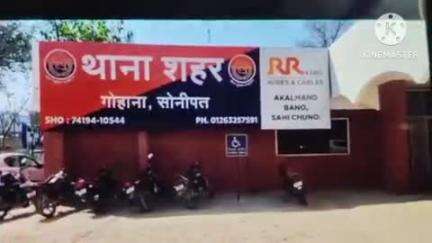 थाना शहर
गोहाना, सोनीपत
SHO : 74194-10544
PH. 01263257591
RR
WIRES & CABLES
AKALMAND
BANO,
SAHI CHUNO.
KINEMASTER